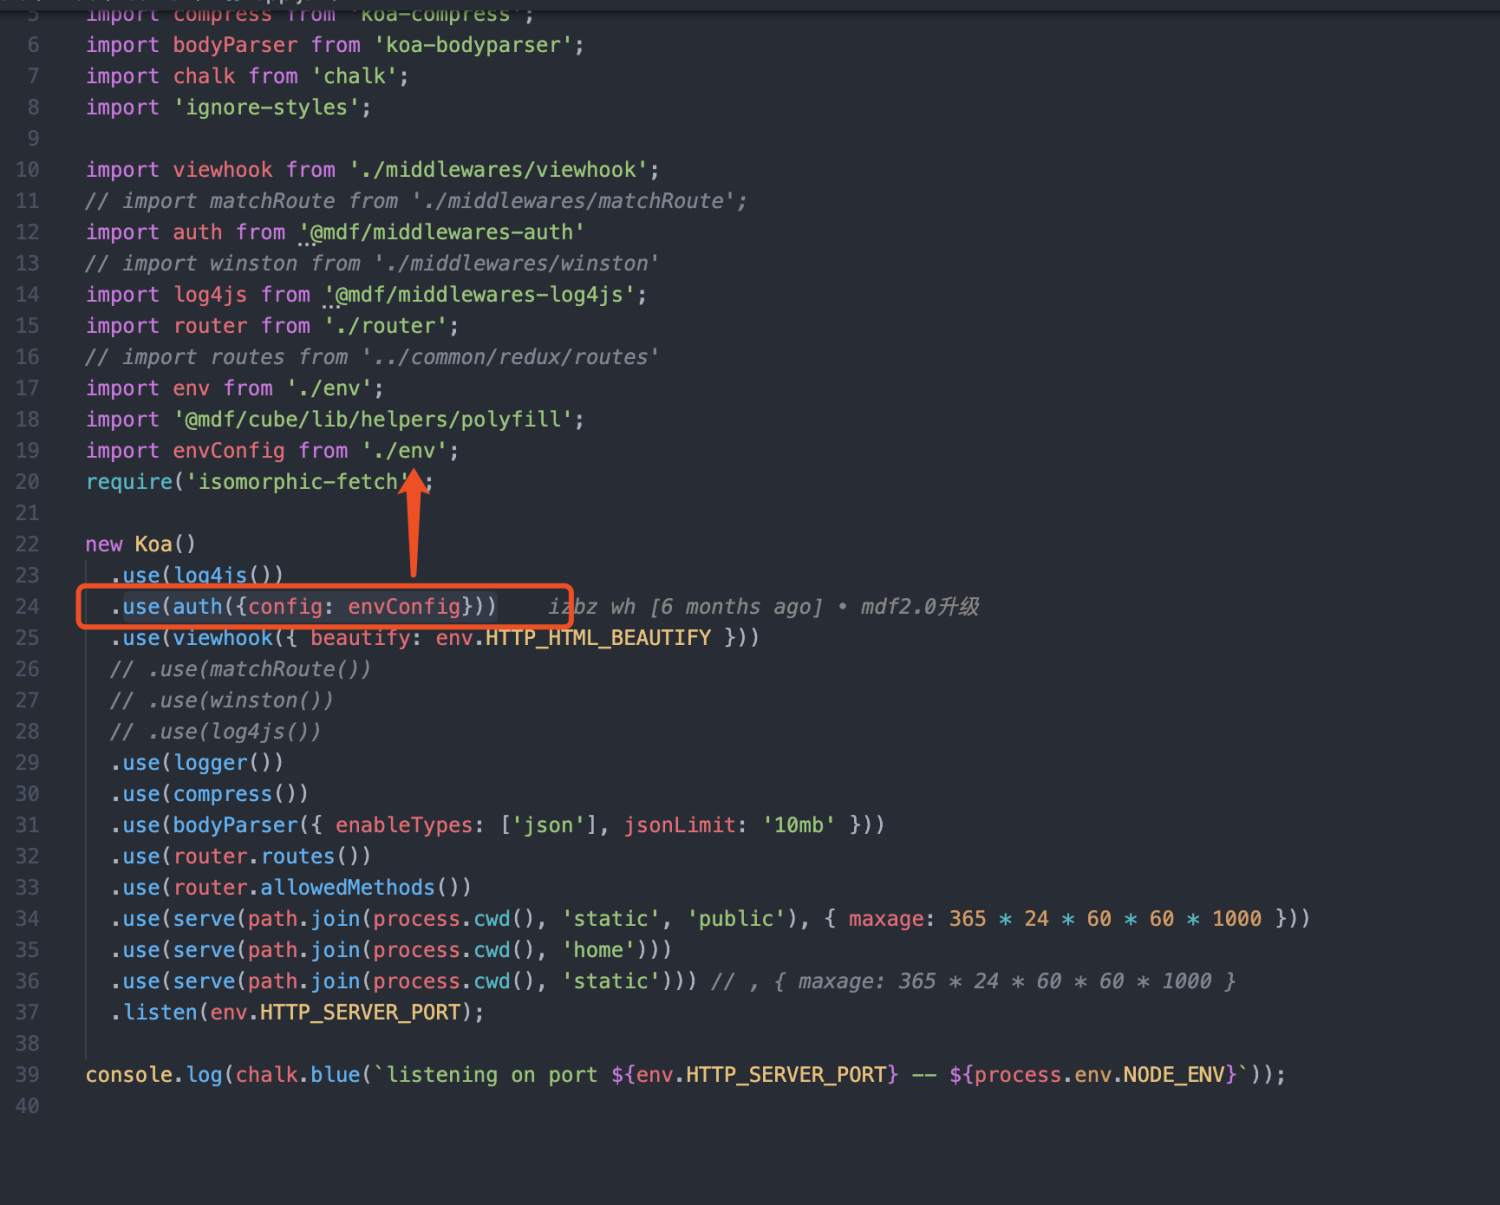 5 import compress from 'koa-compress';
6 import bodyParser from 'koa-bodyparser';
7 import chalk from 'chalk';
8 import 'ignore-styles';
9
10 import viewhook from './middlewares/viewhook';
11 // import matchRoute from './middlewares/matchRoute';
12 import auth from '@mdf/middlewares-auth'
13 // import winston from './middlewares/winston'
14 import log4js from '@mdf/middlewares-log4js';
15 import router from './router';
16 // import routes from '../common/redux/routes'
17 import env from './env';
18 import '@mdf/cube/lib/helpers/polyfill';
19 import envConfig from './env';
20 require('isomorphic-fetch' ;
21
22 new Koa()
23 .use(log4js())
24 .use(auth({config: envConfig})) izbz wh [6 months ago] • mdf2.0升级
25 .use(viewhook({ beautify: env.HTTP_HTML_BEAUTIFY }))
26 // .use(matchRoute())
27 // .use(winston())
28 // .use(log4js())
29 .use(logger())
30 .use(compress())
31 .use(bodyParser({ enableTypes: ['json'], jsonLimit: '10mb' }))
32 .use(router.routes())
33 .use(router.allowedMethods())
34 .use(serve(path.join(process.cwd(), 'static', 'public'), { maxage: 365 * 24 * 60 * 60 * 1000 }))
35 .use(serve(path.join(process.cwd(), 'home')))
36 .use(serve(path.join(process.cwd(), 'static'))) // , { maxage: 365 * 24 * 60 * 60 * 1000 }
37 .listen(env.HTTP_SERVER_PORT);
38
39 console.log(chalk.blue(`listening on port ${env.HTTP_SERVER_PORT} -- ${process.env.NODE_ENV}`));
40